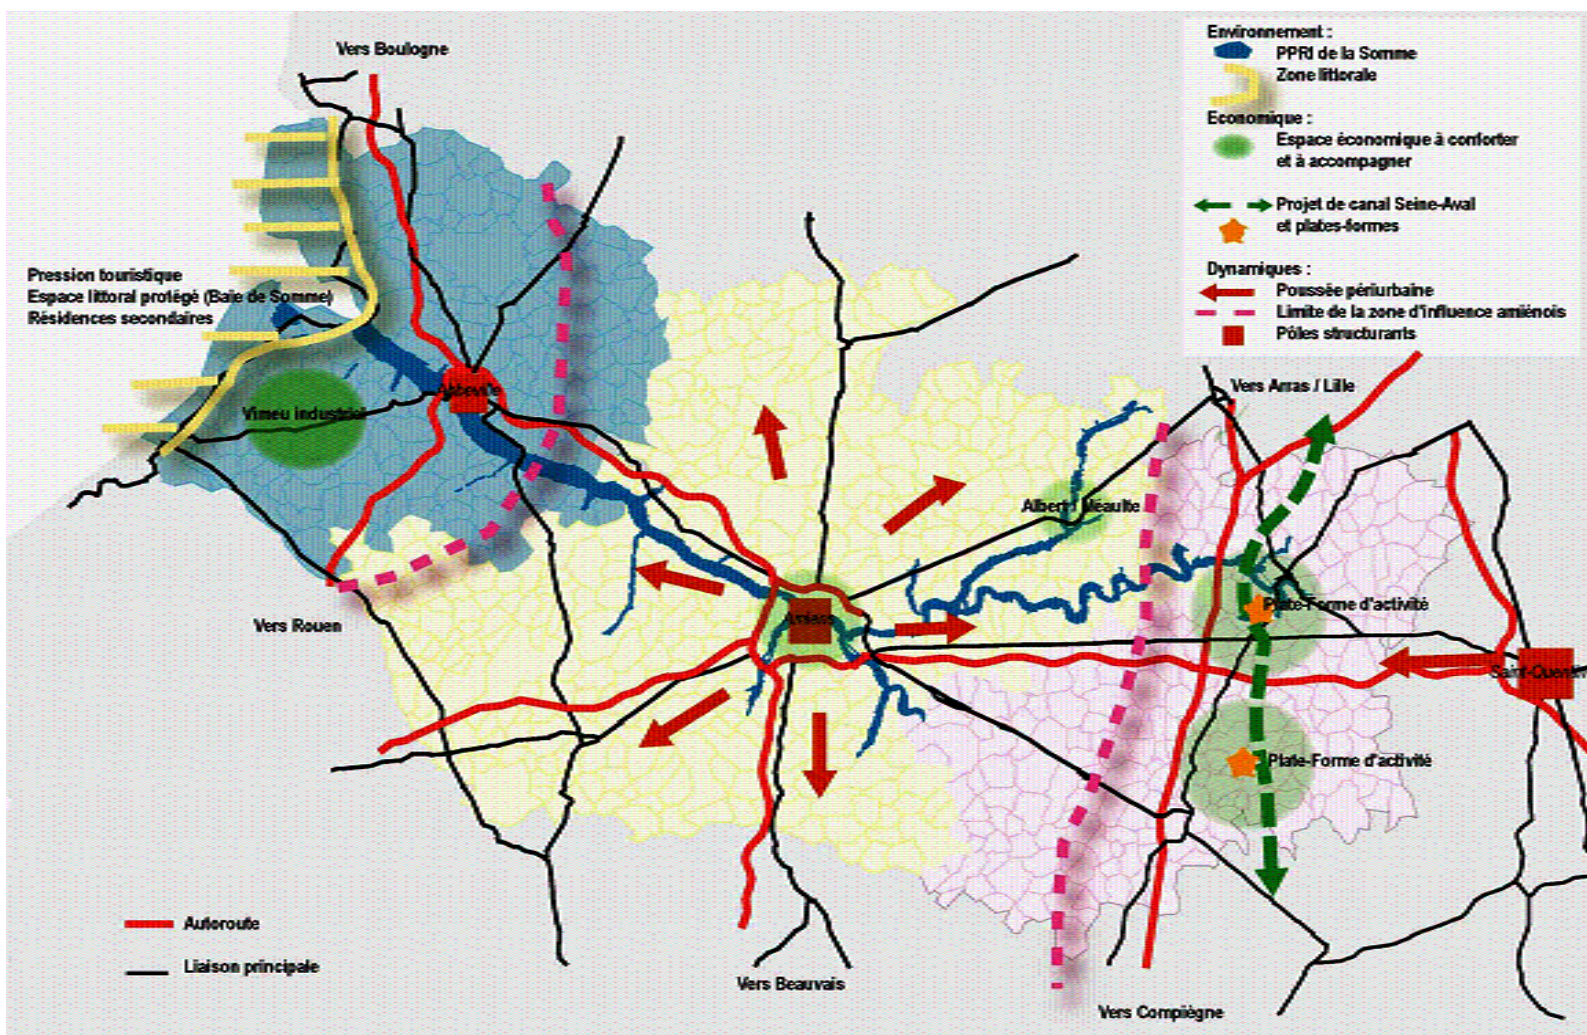 Vers Boulogne
Environnement :
PPRI de la Somme
Zone littorale
Economique :
Espace économique à conforter
et à accompagner
Projet de canal Seine-Aval
et plates-formes
Dynamiques :
Poussée périurbaine
Limite de la zone d'influence amiénois
Pôles structurants
Pression touristique
Espace littoral protégé (Baie de Somme)
Résidences secondaires
Abbeville
Vers Arras / Lille
Vimeu industriel
Albert / Méaulte
Plate-Forme d'activité
Vers Rouen
Amiens
Saint-Quentin
Plate-Forme d'activité
Autoroute
Liaison principale
Vers Beauvais
Vers Compiègne